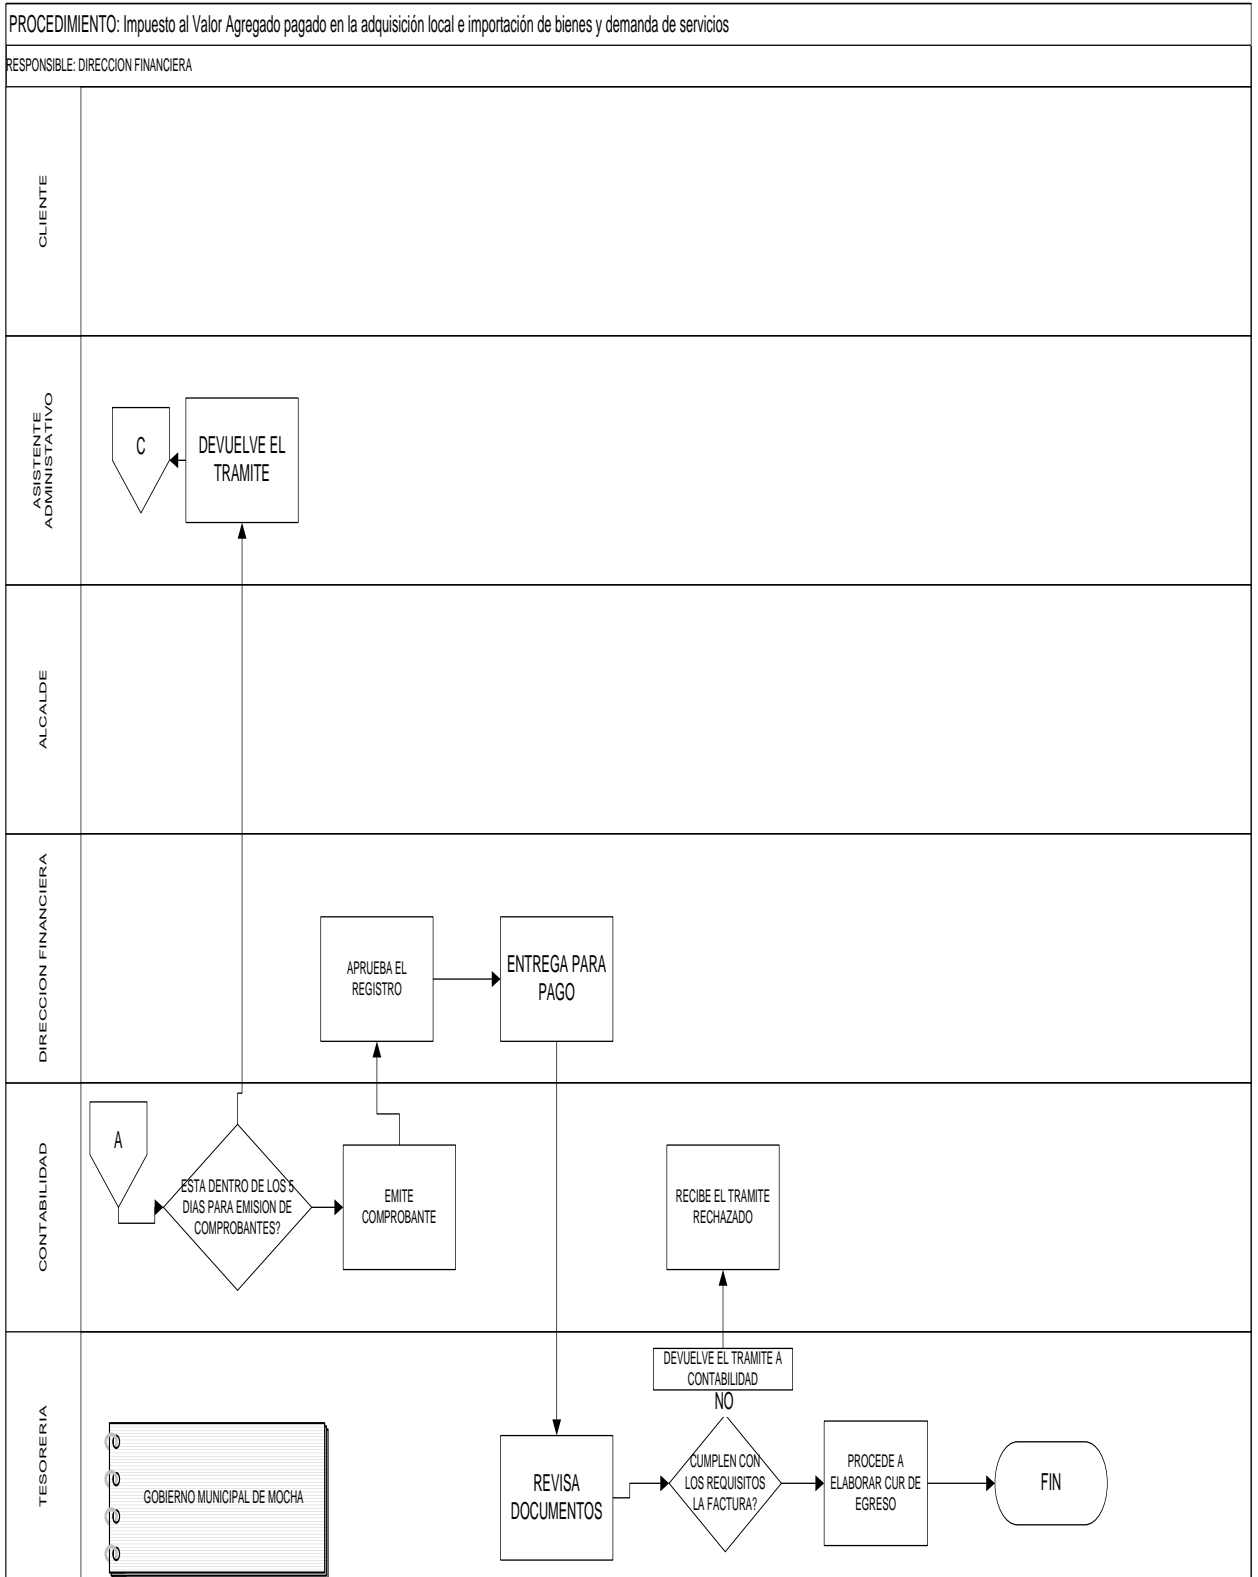 PROCEDIMIENTO: Impuesto al Valor Agregado pagado en la adquisición local e importación de bienes y demanda de servicios
RESPONSIBLE: DIRECCION FINANCIERA
CLIENTE
ASISTENTE
ADMINISTATIVO
C
DEVUELVE EL
TRAMITE
ALCALDE
DIRECCION FINANCIERA
APRUEBA EL
REGISTRO
ENTREGA PARA
PAGO
CONTABILIDAD
A
ESTA DENTRO DE LOS 5
DIAS PARA EMISION DE
COMPROBANTES?
EMITE
COMPROBANTE
RECIBE EL TRAMITE
RECHAZADO
TESORERIA
DEVUELVE EL TRAMITE A
CONTABILIDAD
NO
GOBIERNO MUNICIPAL DE MOCHA
REVISA
DOCUMENTOS
CUMPLEN CON
LOS REQUISITOS
LA FACTURA?
PROCEDE A
ELABORAR CUR DE
EGRESO
FIN